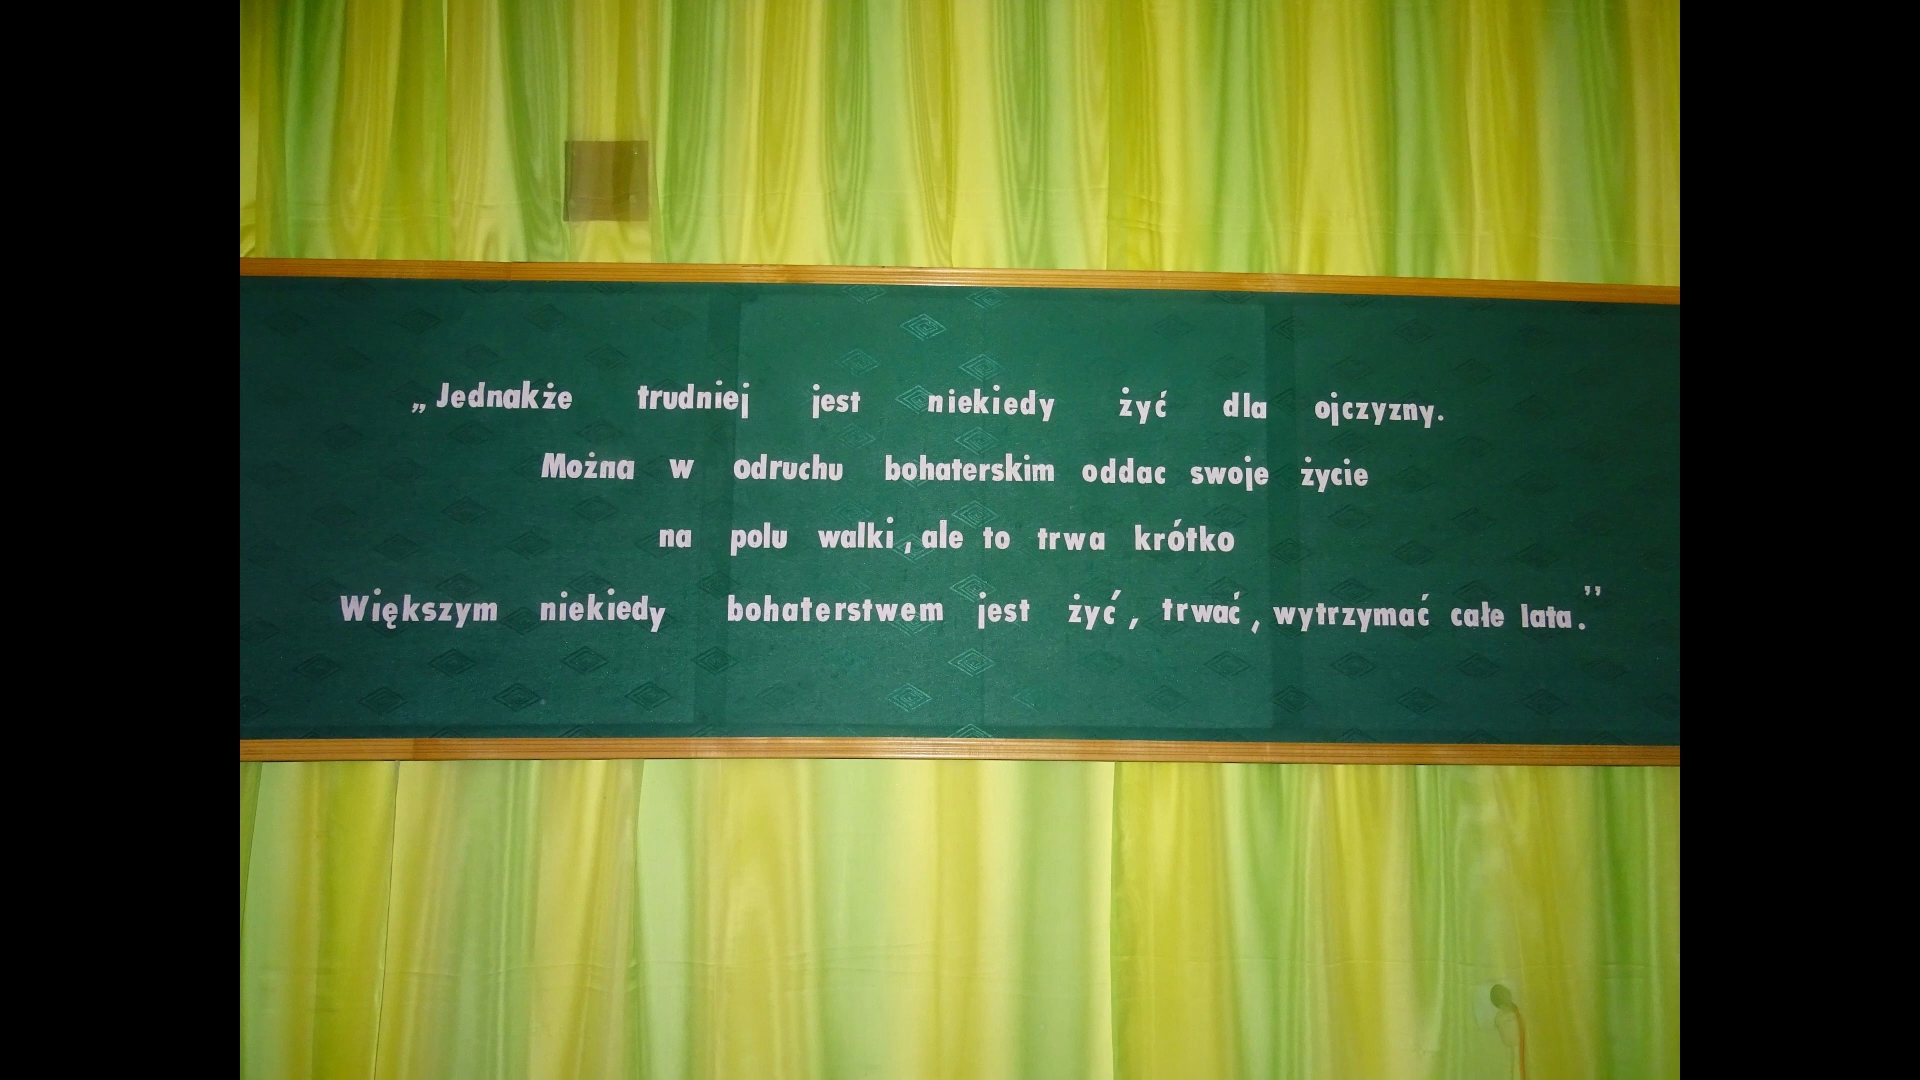 „Jednakże trudniej jest niekiedy żyć dla ojczyzny.
Można w odruchu bohaterskim oddac swoje życie
na polu walki, ale to trwa krótko
Większym niekiedy bohaterstwem jest żyć, trwać, wytrzymać całe lata.”